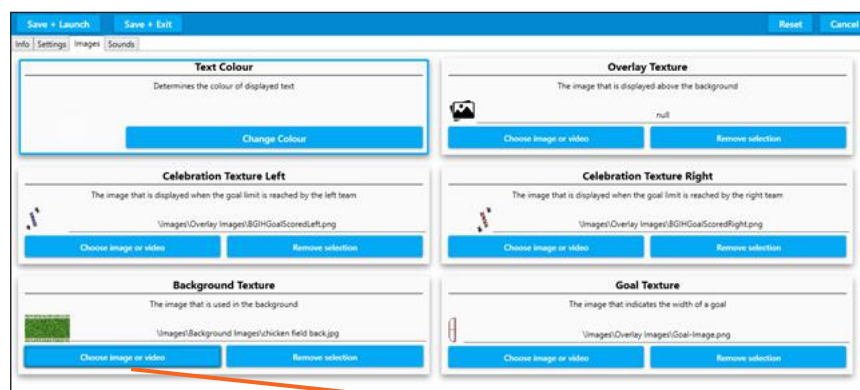 Save + Launch Save + Exit Reset Cancel
Info Settings Images Sounds
Text Colour
Determines the colour of displayed text
Change Colour
Overlay Texture
The image that is displayed above the background
null
Choose image or video Remove selection
Celebration Texture Left
The image that is displayed when the goal limit is reached by the left team
\Images\Overlay Images\BGIHGoalScoredLeft.png
Choose image or video Remove selection
Celebration Texture Right
The image that is displayed when the goal limit is reached by the right team
\Images\Overlay Images\BGIHGoalScoredRight.png
Choose image or video Remove selection
Background Texture
The image that is used in the background
\Images\Background Images\chicken field back.jpg
Choose image or video Remove selection
Goal Texture
The image that indicates the width of a goal
\Images\Overlay Images\Goal-Image.png
Choose image or video Remove selection